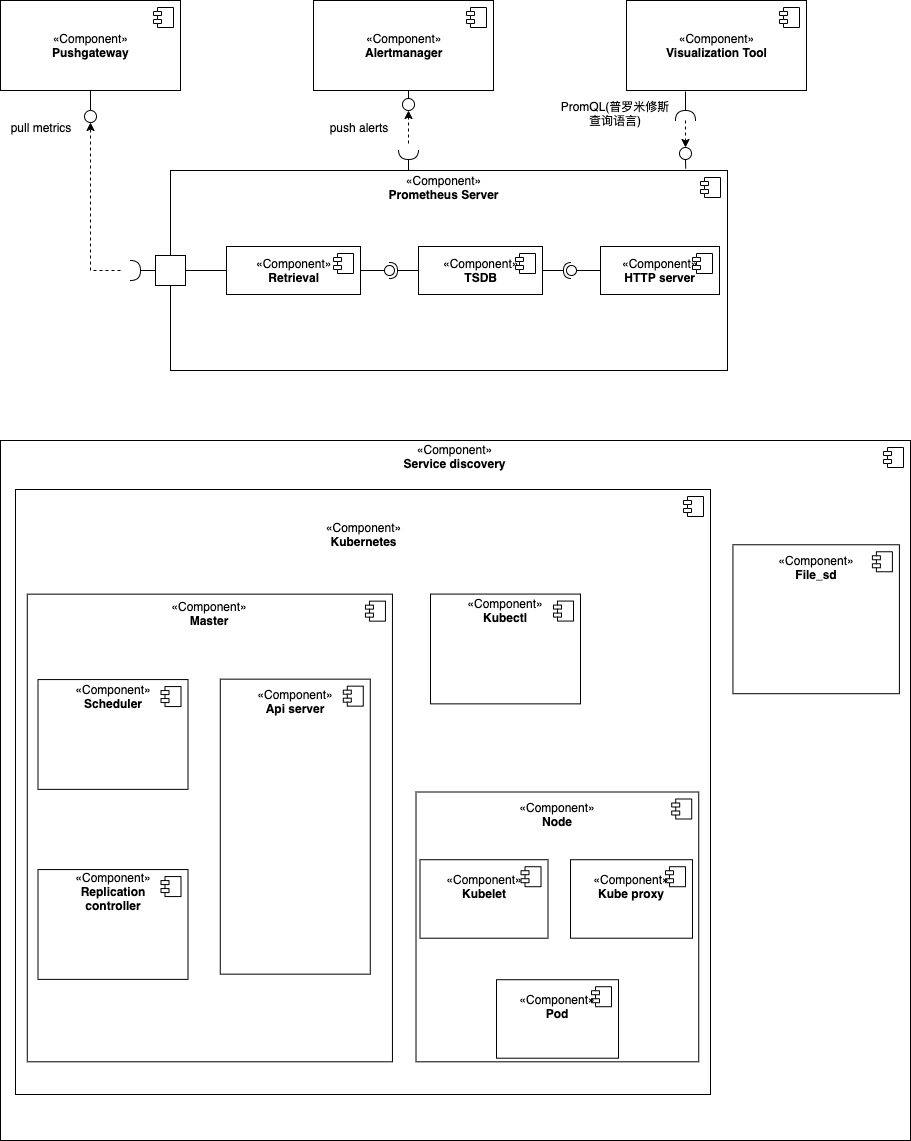 «Component»
Pushgateway
«Component»
Alertmanager
«Component»
Visualization Tool
pull metrics
push alerts
PromQL(普罗米修斯
查询语言)
«Component»
Prometheus Server
«Component»
Retrieval
«Component»
TSDB
«Component»
HTTP server
«Component»
Service discovery
«Component»
Kubernetes
«Component»
File_sd
«Component»
Master
«Component»
Kubectl
«Component»
Scheduler
«Component»
Api server
«Component»
Node
«Component»
Replication
controller
«Component»
Kubelet
«Component»
Kube proxy
«Component»
Pod